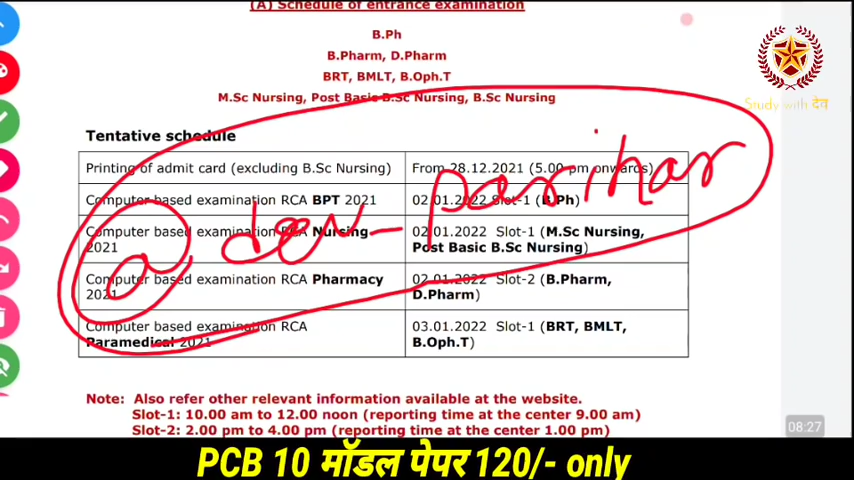 (A) Schedule of entrance examination
B.Ph
B.Pharm, D.Pharm
BRT, BMLT, B.Oph.T
M.Sc Nursing, Post Basic B.Sc Nursing, B.Sc Nursing
Study with देव
Tentative schedule
Printing of admit card (excluding B.Sc Nursing) From 28.12.2021 (5.00 pm onwards)
Computer based examination RCA BPT 2021 02.01.2022 Slot-1 (B.Ph)
Computer based examination RCA Nursing 02.01.2022 Slot-1 (M.Sc Nursing,
2021 Post Basic B.Sc Nursing)
Computer based examination RCA Pharmacy 02.01.2022 Slot-2 (B.Pharm,
2021 D.Pharm)
Computer based examination RCA 03.01.2022 Slot-1 (BRT, BMLT,
Paramedical 2021 B.Oph.T)
@dev_parihar
Note: Also refer other relevant information available at the website.
Slot-1: 10.00 am to 12.00 noon (reporting time at the center 9.00 am)
Slot-2: 2.00 pm to 4.00 pm (reporting time at the center 1.00 pm)
08:27
PCB 10 मॉडल पेपर 120/- only